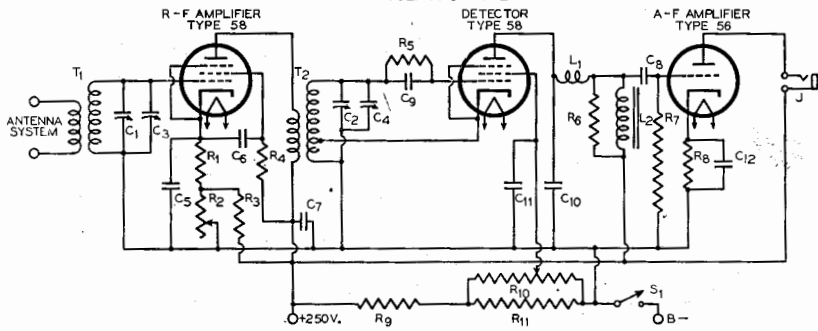 R-F AMPLIFIER
TYPE 58
DETECTOR
TYPE 58
A-F AMPLIFIER
TYPE 56
T1
T2
R5
C9
L1
C8
J
ANTENNA
SYSTEM
C1
C3
C2
C4
C6
R4
R1
R2
R3
C5
C7
C11
C10
R6
L2
R7
R8
C12
R10
R9
R11
S1
+250V.
B-